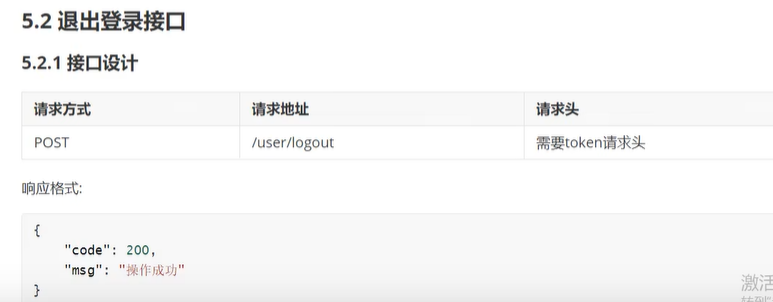 5.2 退出登录接口
5.2.1 接口设计
请求方式 请求地址 请求头
POST /user/logout 需要token请求头
响应格式:
{
"code": 200,
"msg": "操作成功"
}
激活
转到